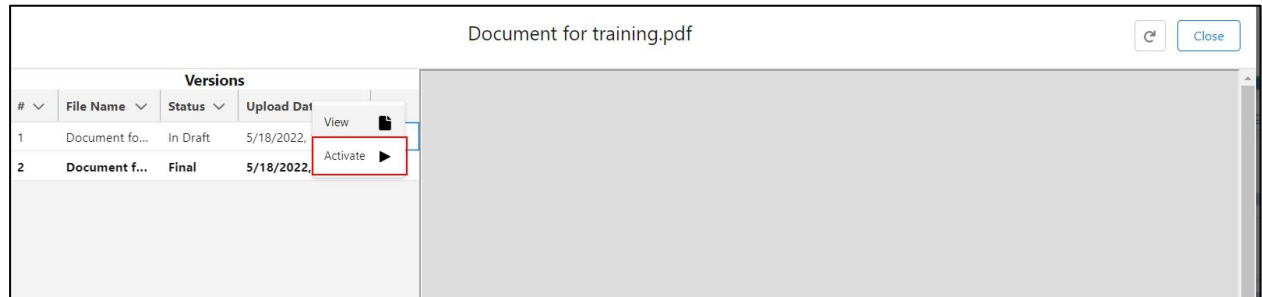 Document for training.pdf
Close
Versions
# File Name Status Upload Dat
View
1 Document fo... In Draft 5/18/2022,
Activate
2 Document f... Final 5/18/2022,